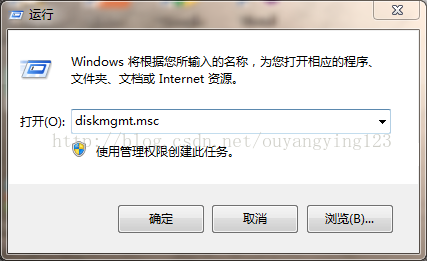 运行
Windows 将根据您所输入的名称，为您打开相应的程序、
文件夹、文档或 Internet 资源。
打开(O): diskmgmt.msc
http://blog.csdn.net/ouyangying123
使用管理权限创建此任务。
确定 取消 浏览(B)...